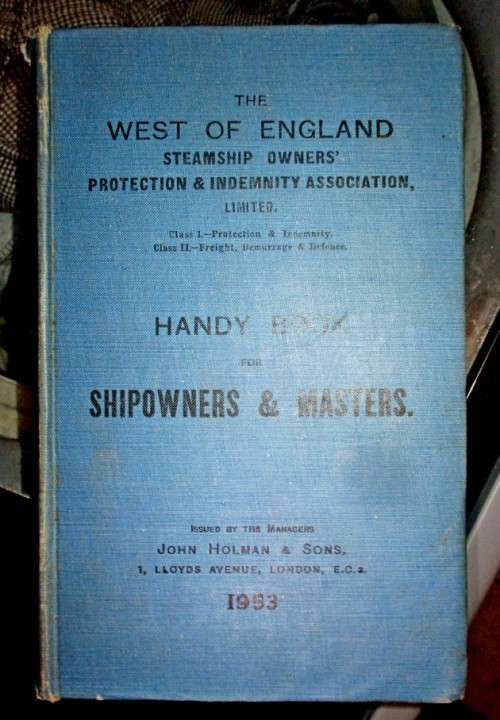 THE
WEST OF ENGLAND
STEAMSHIP OWNERS'
PROTECTION & INDEMNITY ASSOCIATION,
LIMITED.
Class I.—Protection & Indemnity.
Class II.—Freight, Demurrage & Defence.
HANDY BOOK
FOR
SHIPOWNERS & MASTERS.
ISSUED BY THE MANAGERS
JOHN HOLMAN & SONS,
1, LLOYDS AVENUE, LONDON, E.C.2.
1953